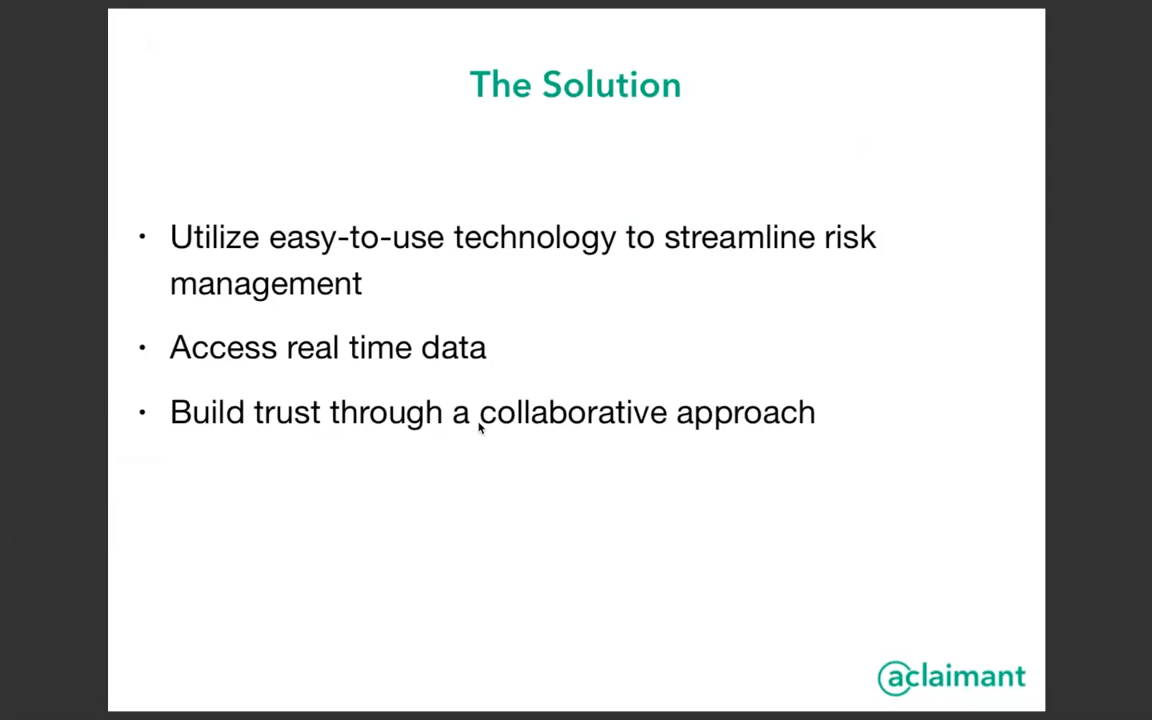 The Solution
• Utilize easy-to-use technology to streamline risk
management
• Access real time data
• Build trust through a collaborative approach
aclaimant